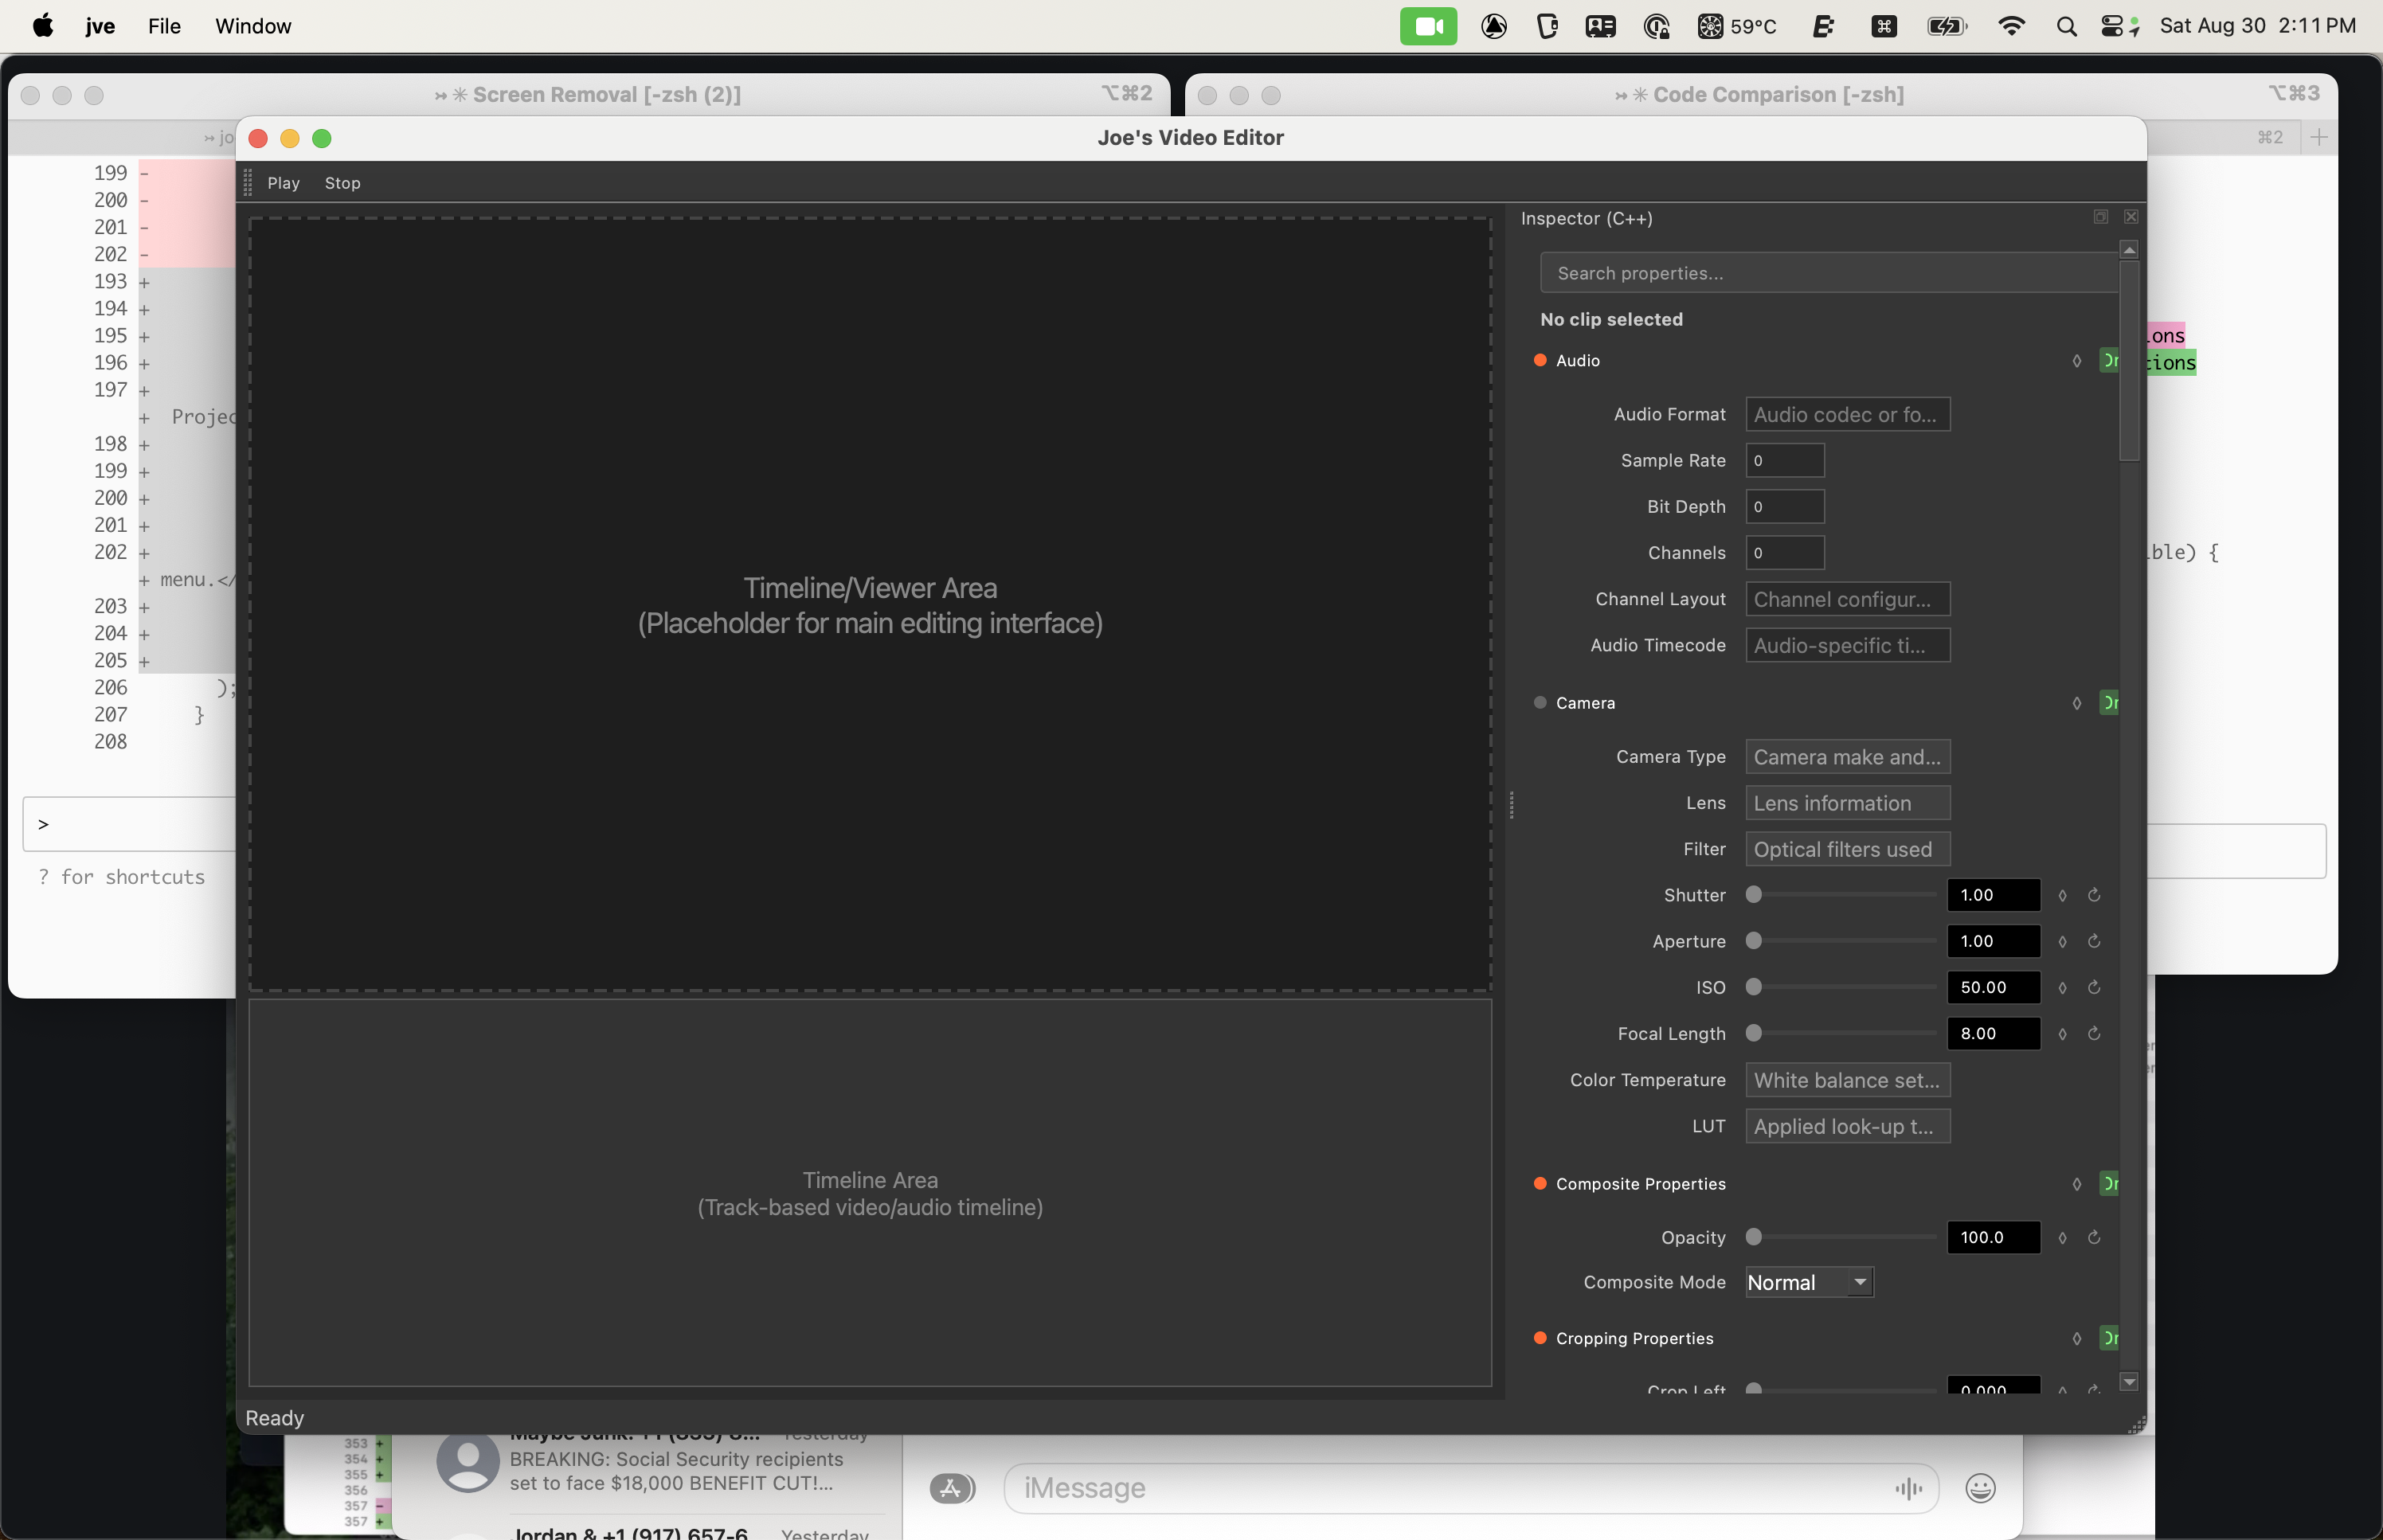 jve File Window 59°C Sat Aug 30 2:11 PM
Screen Removal [-zsh (2)] ⌥⌘2
Code Comparison [-zsh] ⌥⌘3
⌘2 +
199 -
200 -
201 -
202 -
193 +
194 +
195 +
196 +
197 +
+ Projec
198 +
199 +
200 +
201 +
202 +
+ menu.</
203 +
204 +
205 +
206 );
207 }
208
>
? for shortcuts
ions
tions
ible) {
Joe's Video Editor
Play Stop
Timeline/Viewer Area
(Placeholder for main editing interface)
Timeline Area
(Track-based video/audio timeline)
Ready
Inspector (C++)
Search properties...
No clip selected
Audio
Audio Format Audio codec or fo...
Sample Rate 0
Bit Depth 0
Channels 0
Channel Layout Channel configur...
Audio Timecode Audio-specific ti...
Camera
Camera Type Camera make and...
Lens Lens information
Filter Optical filters used
Shutter 1.00
Aperture 1.00
ISO 50.00
Focal Length 8.00
Color Temperature White balance set...
LUT Applied look-up t...
Composite Properties
Opacity 100.0
Composite Mode Normal
Cropping Properties
Crop Left 0.000
353 +
354 +
355 +
356
357 -
357 +
Maybe: Junk: Yesterday
BREAKING: Social Security recipients
set to face $18,000 BENEFIT CUT!...
Jordan & +1 (917) 657-6... Yesterday
iMessage